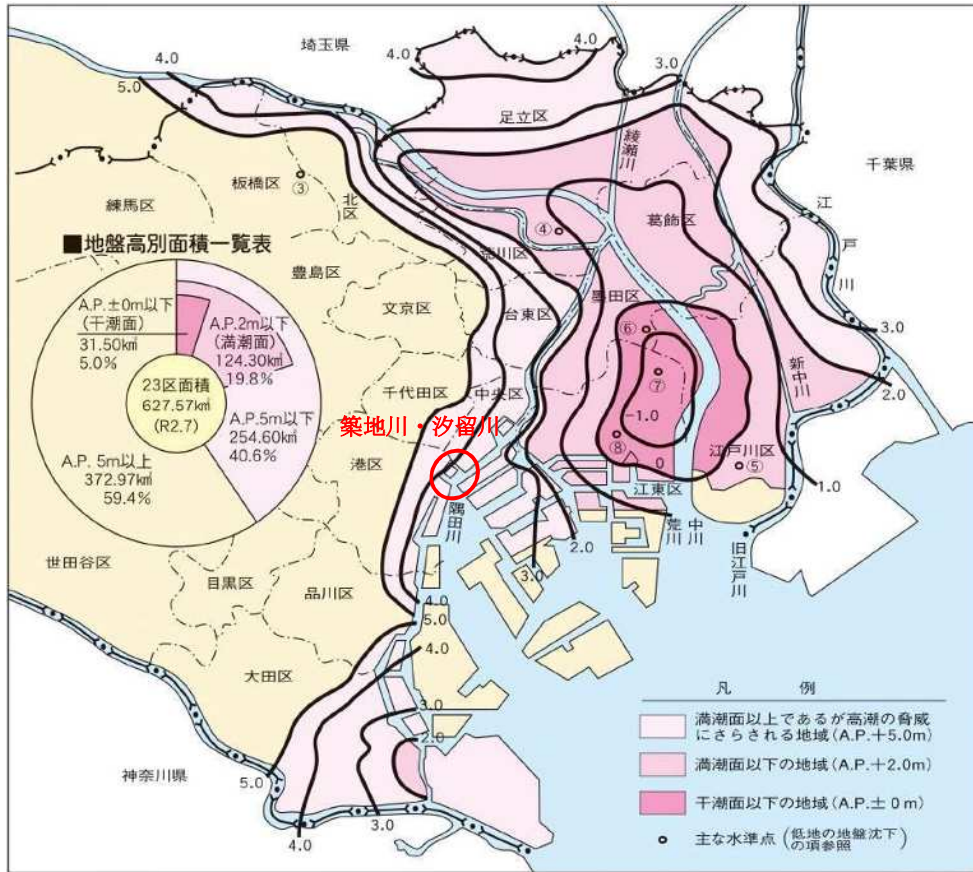 埼玉県
4.0
4.0
4.0
5.0
3.0
足立区
綾瀬川
千葉県
板橋区
③
北区
練馬区
葛飾区
④
江戸川
■地盤高別面積一覧表
豊島区
荒川区
墨田区
文京区
台東区
⑥
A.P.±0m以下
(干潮面)
31.50㎢
5.0%
A.P.2m以下
(満潮面)
124.30㎢
19.8%
3.0
新中川
⑦
2.0
23区面積
627.57㎢
(R2.7)
千代田区
中央区
-1.0
築地川・汐留川
A.P.5m以下
254.60㎢
40.6%
⑧
江戸川区
⑤
A.P. 5m以上
372.97㎢
59.4%
港区
0
江東区
1.0
隅田川
荒川
中川
旧江戸川
2.0
3.0
世田谷区
目黒区
品川区
4.0
5.0
4.0
大田区
3.0
2.0
神奈川県
5.0
3.0
4.0
凡 例
満潮面以上であるが高潮の脅威
にさらされる地域(A.P.+5.0m)
満潮面以下の地域(A.P.+2.0m)
干潮面以下の地域(A.P.±0m)
主な水準点(低地の地盤沈下
の項参照)